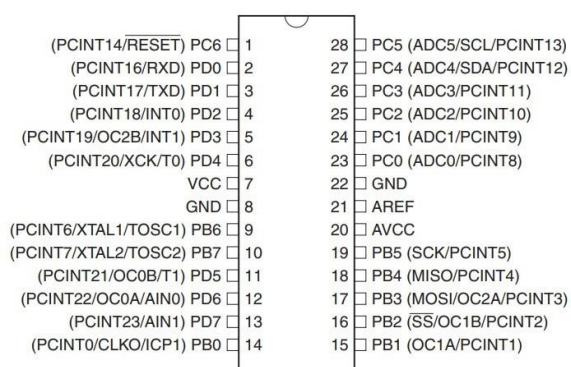 (PCINT14/RESET) PC6 1 28 PC5 (ADC5/SCL/PCINT13)
(PCINT16/RXD) PD0 2 27 PC4 (ADC4/SDA/PCINT12)
(PCINT17/TXD) PD1 3 26 PC3 (ADC3/PCINT11)
(PCINT18/INT0) PD2 4 25 PC2 (ADC2/PCINT10)
(PCINT19/OC2B/INT1) PD3 5 24 PC1 (ADC1/PCINT9)
(PCINT20/XCK/T0) PD4 6 23 PC0 (ADC0/PCINT8)
VCC 7 22 GND
GND 8 21 AREF
(PCINT6/XTAL1/TOSC1) PB6 9 20 AVCC
(PCINT7/XTAL2/TOSC2) PB7 10 19 PB5 (SCK/PCINT5)
(PCINT21/OC0B/T1) PD5 11 18 PB4 (MISO/PCINT4)
(PCINT22/OC0A/AIN0) PD6 12 17 PB3 (MOSI/OC2A/PCINT3)
(PCINT23/AIN1) PD7 13 16 PB2 (SS/OC1B/PCINT2)
(PCINT0/CLKO/ICP1) PB0 14 15 PB1 (OC1A/PCINT1)